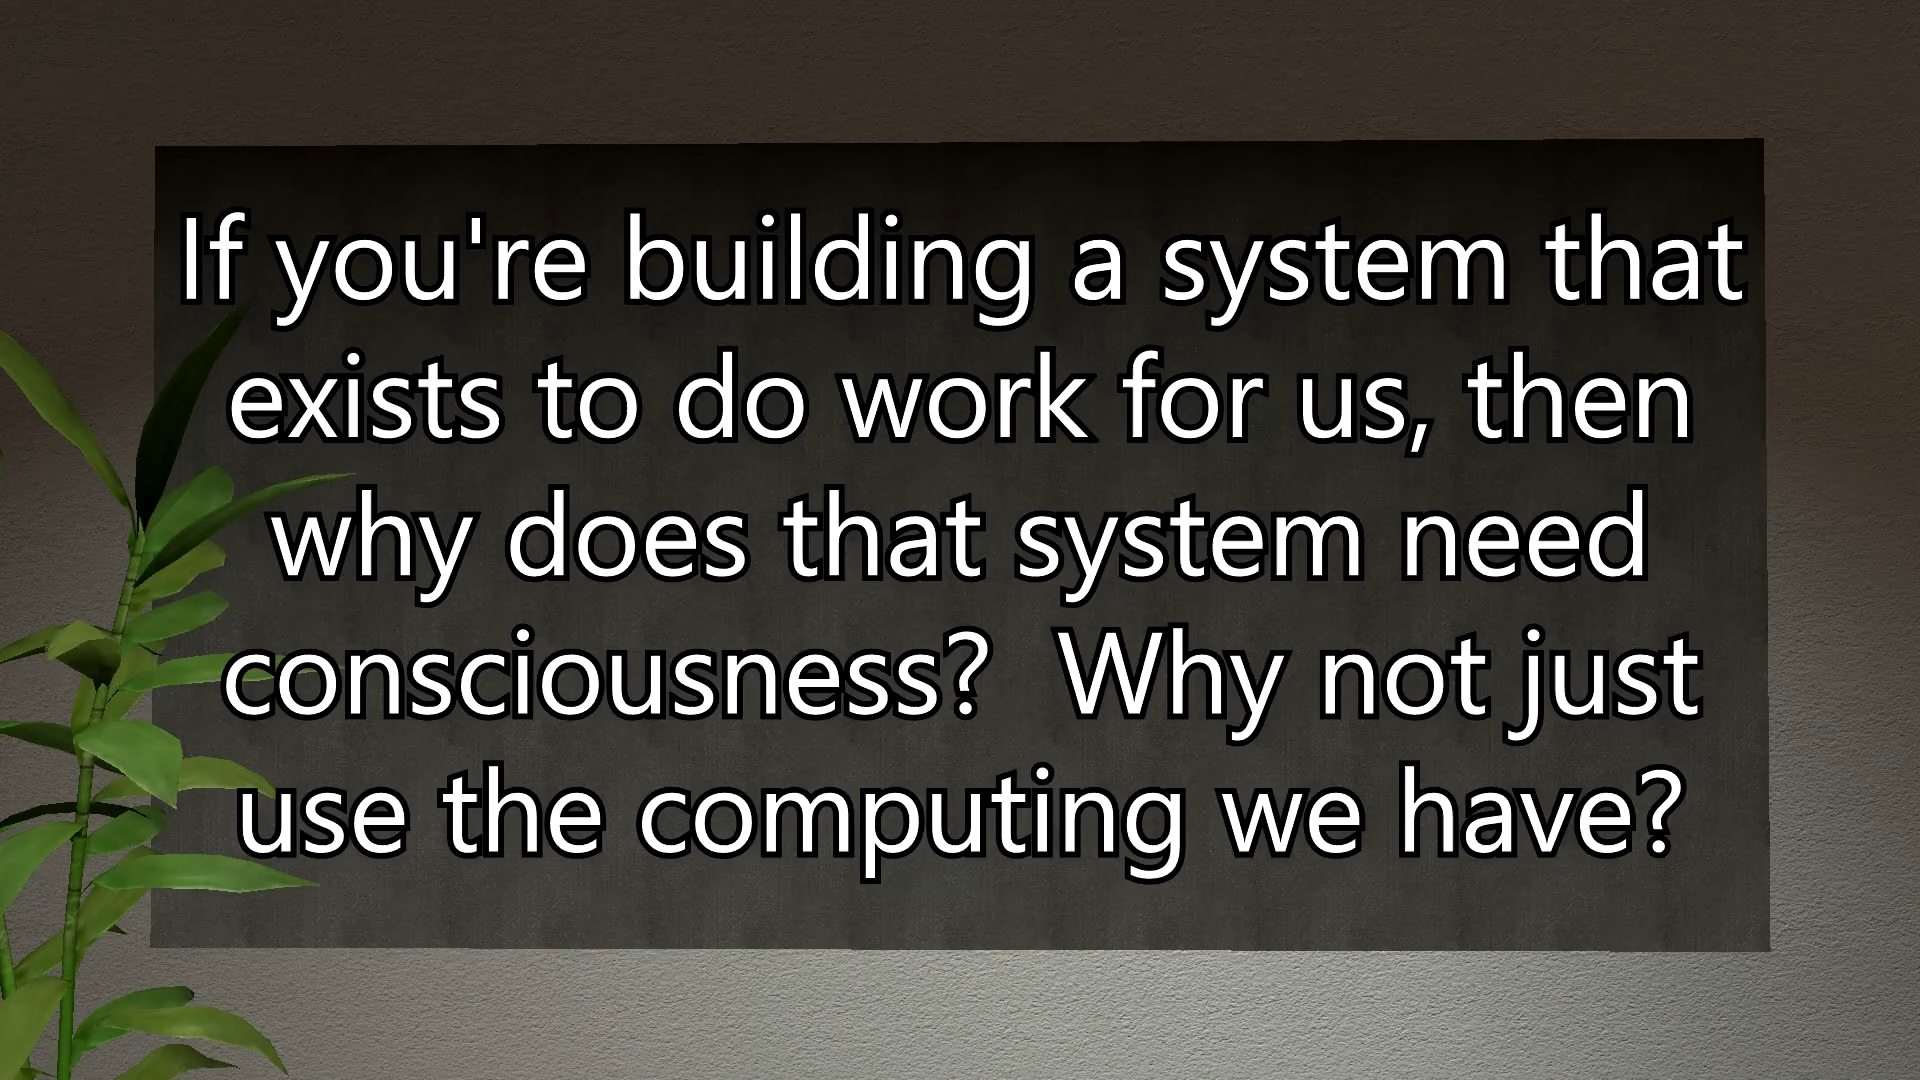 If you're building a system that
exists to do work for us, then
why does that system need
consciousness?  Why not just
use the computing we have?